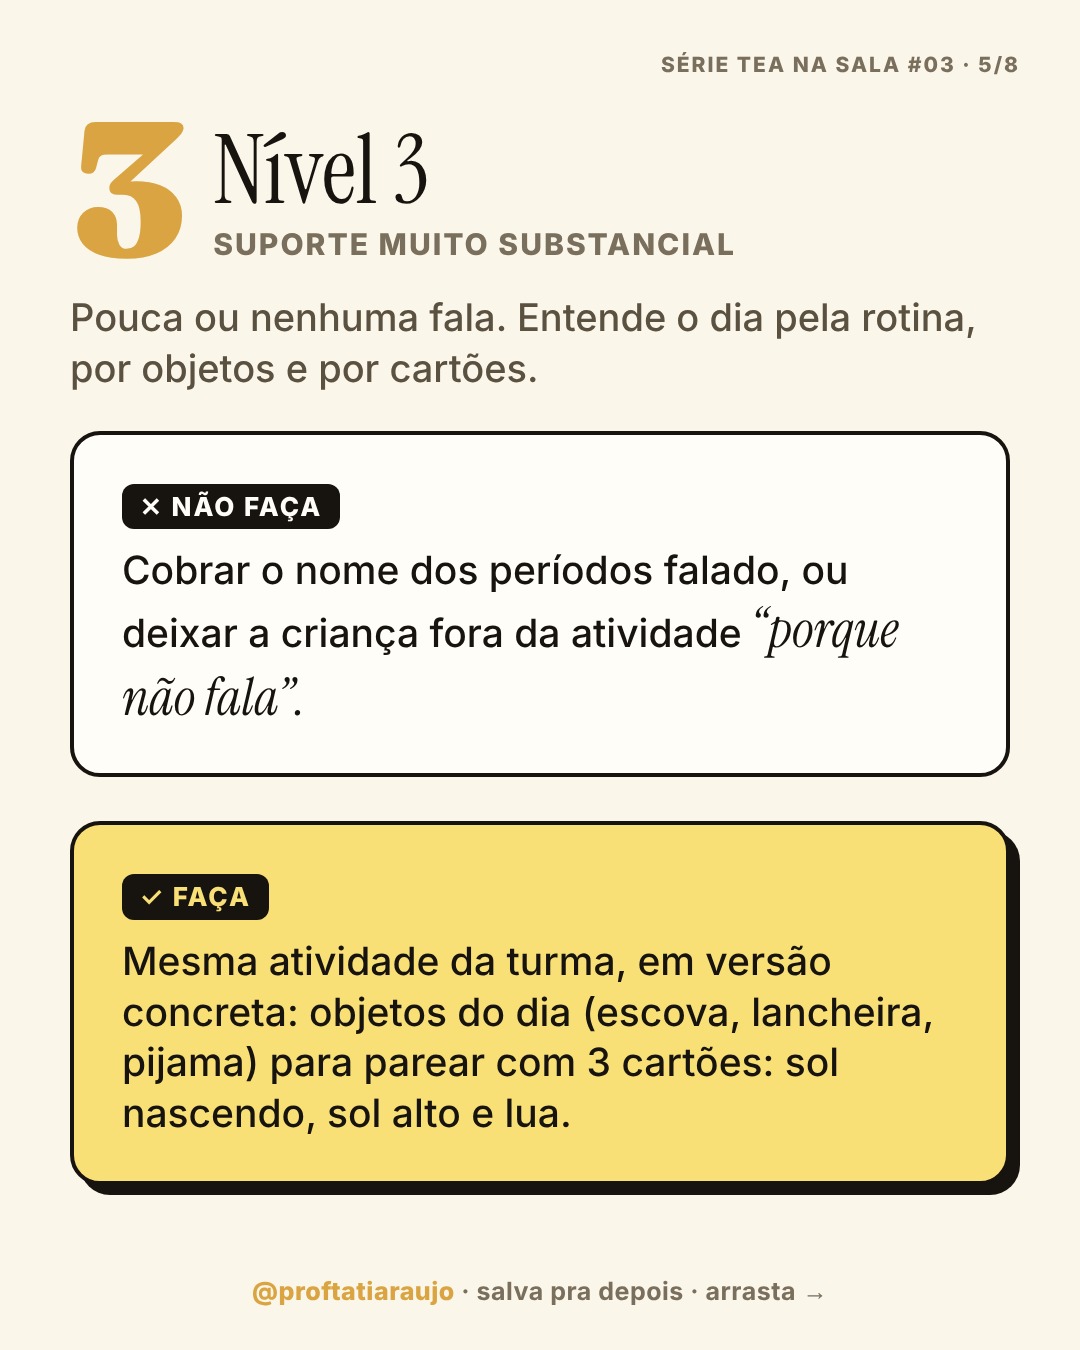 SÉRIE TEA NA SALA #03 · 5/8
3
Nível 3
SUPORTE MUITO SUBSTANCIAL
Pouca ou nenhuma fala. Entende o dia pela rotina,
por objetos e por cartões.
✕ NÃO FAÇA
Cobrar o nome dos períodos falado, ou
deixar a criança fora da atividade “porque
não fala”.
✓ FAÇA
Mesma atividade da turma, em versão
concreta: objetos do dia (escova, lancheira,
pijama) para parear com 3 cartões: sol
nascendo, sol alto e lua.
@proftatiaraujo · salva pra depois · arrasta →